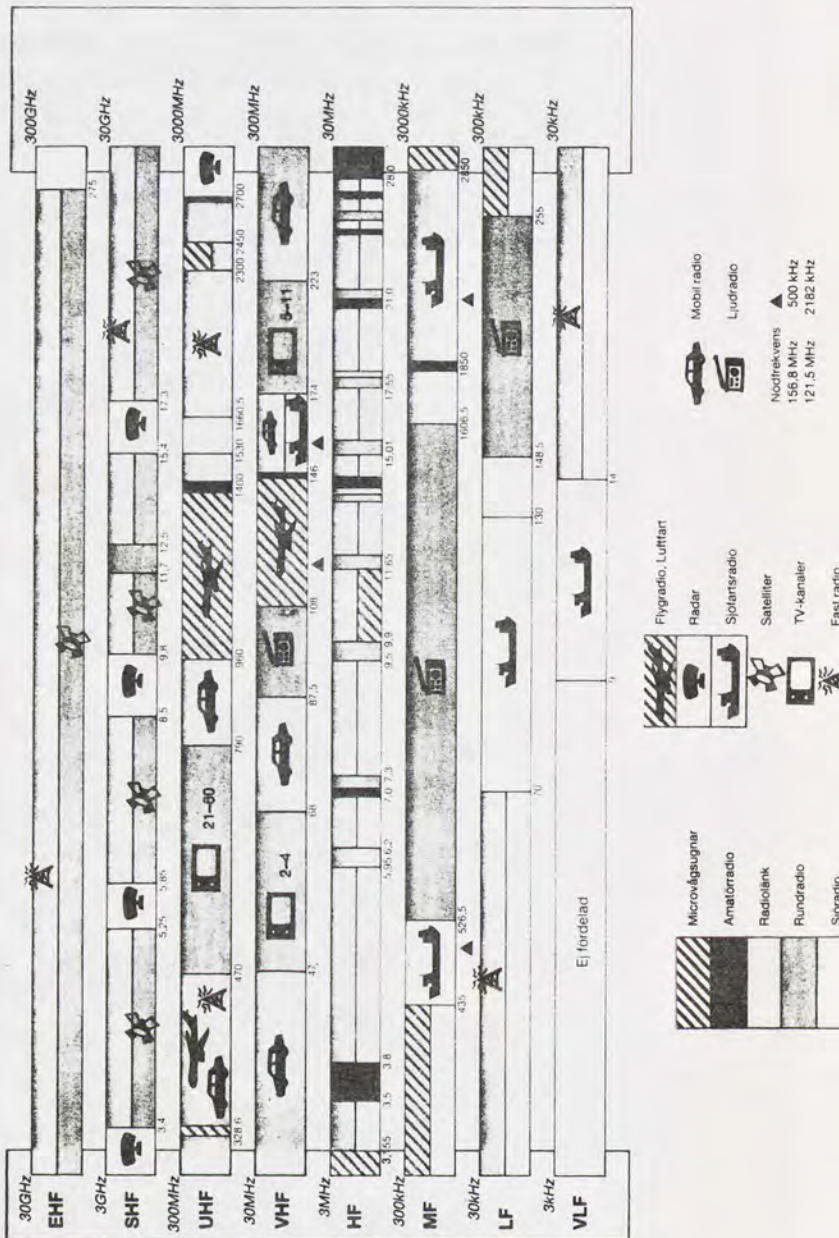 30GHz 300GHz
EHF
275
3GHz 30GHz
SHF
3,4 5,25 5,85 8,5 9,8 11,7 12,5 15,4 17,3
300MHz 3000MHz
UHF 21–60
328,6 470 790 960 1400 1530 1660,5 2300 2450 2700
30MHz 300MHz
VHF 2–4 5–11
47 68 87,5 108 146 174 223
3MHz 30MHz
HF
3,155 3,5 3,8 5,95 6,2 7,0 7,3 9,5 9,9 11,65 15,01 17,55 21,0 28,0
300kHz 3000kHz
MF
435 526,5 1606,5 1850 2850
30kHz 300kHz
LF
70 130 148,5 255
3kHz 30kHz
VLF Ej fördelad
9 14
Microvågsugnar
Amatörradio
Radiolänk
Rundradio
Sjöradio
Flygradio, Luftfart
Radar
Sjöfartsradio
Satelliter
TV-kanaler
Fast radio
Mobil radio
Ljudradio
Nödfrekvens
156,8 MHz 500 kHz
121,5 MHz 2182 kHz